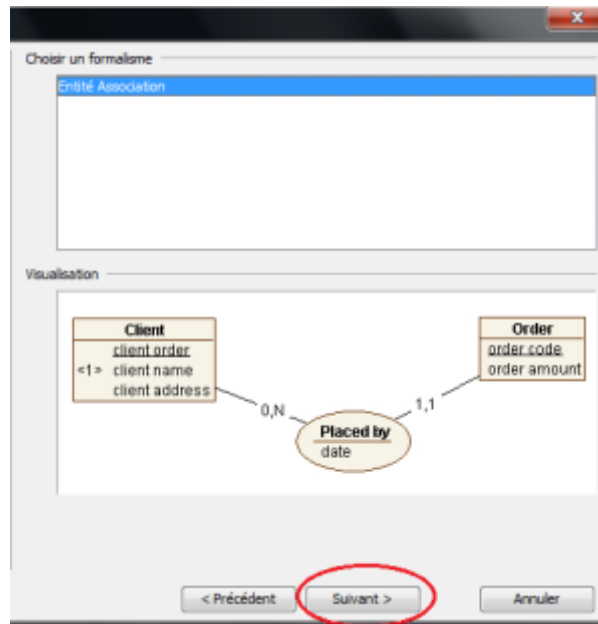 Choisir un formalisme
Entité Association
Visualisation
Client
client order
<1> client name
client address
Order
order code
order amount
0,N
1,1
Placed by
date
< Précédent
Suivant >
Annuler